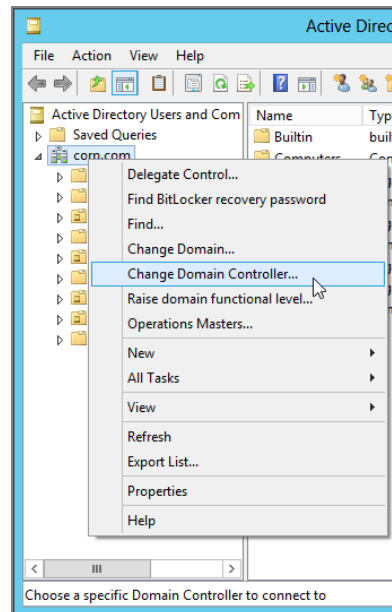 Active Direc
File Action View Help
Active Directory Users and Com
Name Typ
Saved Queries
Builtin buil
corp.com
Computers Con
Delegate Control...
Find BitLocker recovery password
Find...
Change Domain...
Change Domain Controller...
Raise domain functional level...
Operations Masters...
New
All Tasks
View
Refresh
Export List...
Properties
Help
Choose a specific Domain Controller to connect to